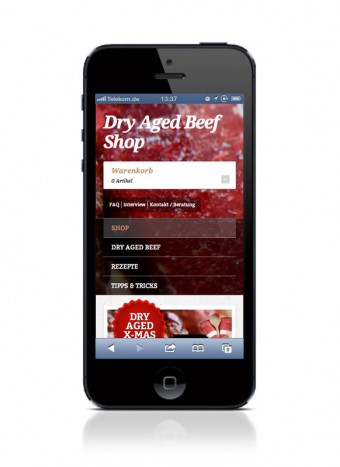 Telekom.de 13:37
Dry Aged Beef
Shop
Warenkorb
0 Artikel
FAQ | Interview | Kontakt / Beratung
SHOP
DRY AGED BEEF
REZEPTE
TIPPS & TRICKS
DRY
AGED
X-MAS